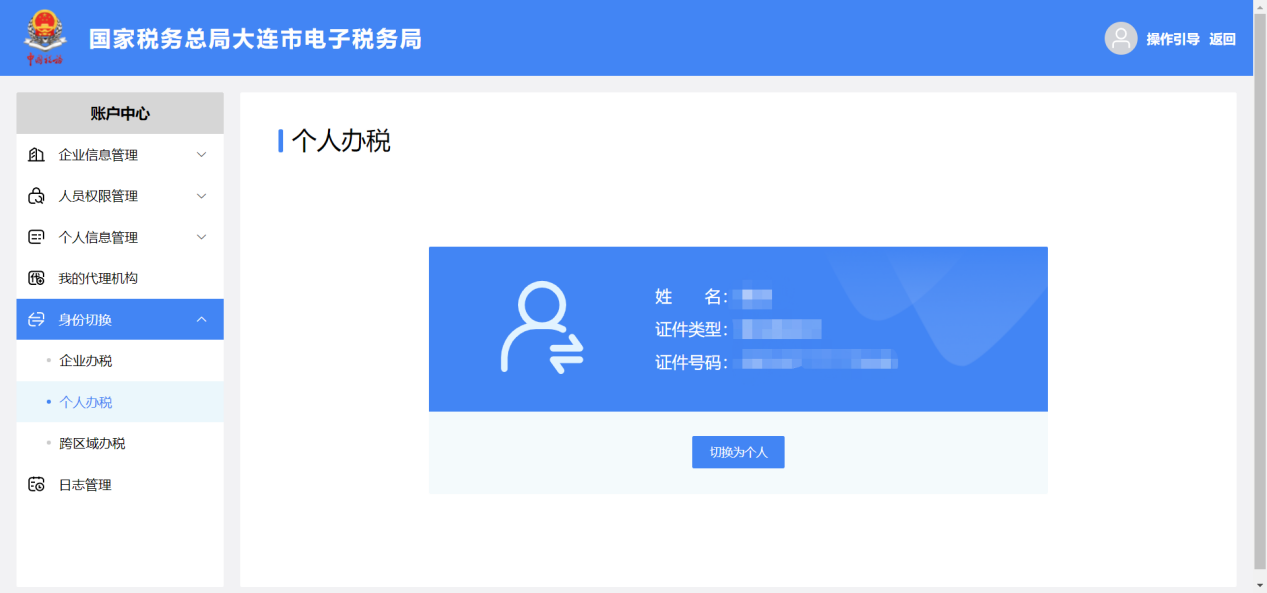 国家税务总局大连市电子税务局
操作引导 返回
账户中心
企业信息管理
人员权限管理
个人信息管理
我的代理机构
身份切换
企业办税
个人办税
跨区域办税
日志管理
个人办税
姓 名：
证件类型：
证件号码：
切换为个人